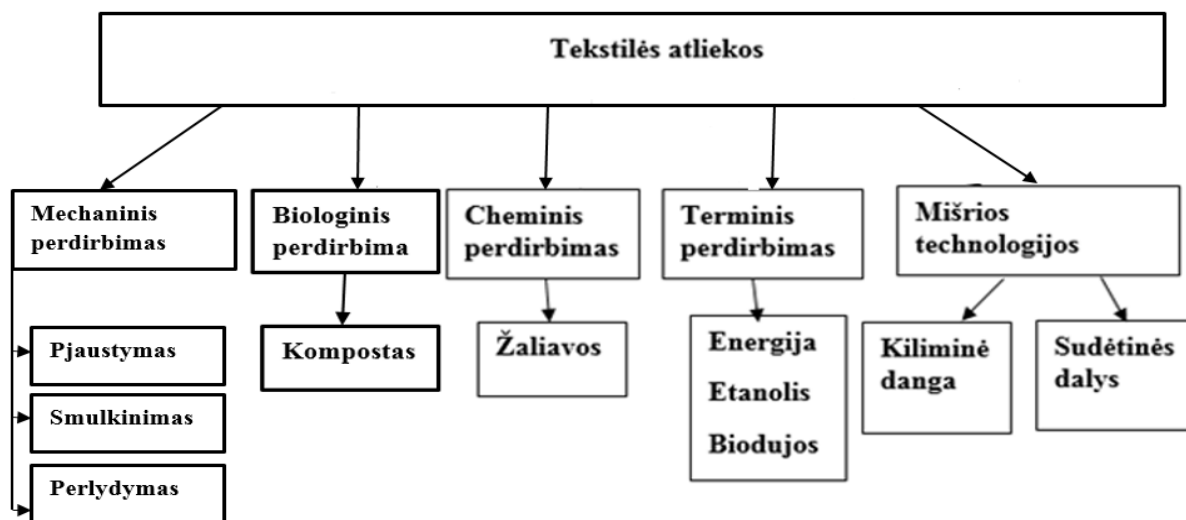 Tekstilės atliekos
Mechaninis
perdirbimas
Biologinis
perdirbima
Cheminis
perdirbimas
Terminis
perdirbimas
Mišrios
technologijos
Pjaustymas
Smulkinimas
Perlydymas
Kompostas
Žaliavos
Energija
Etanolis
Biodujos
Kiliminė
danga
Sudėtinės
dalys